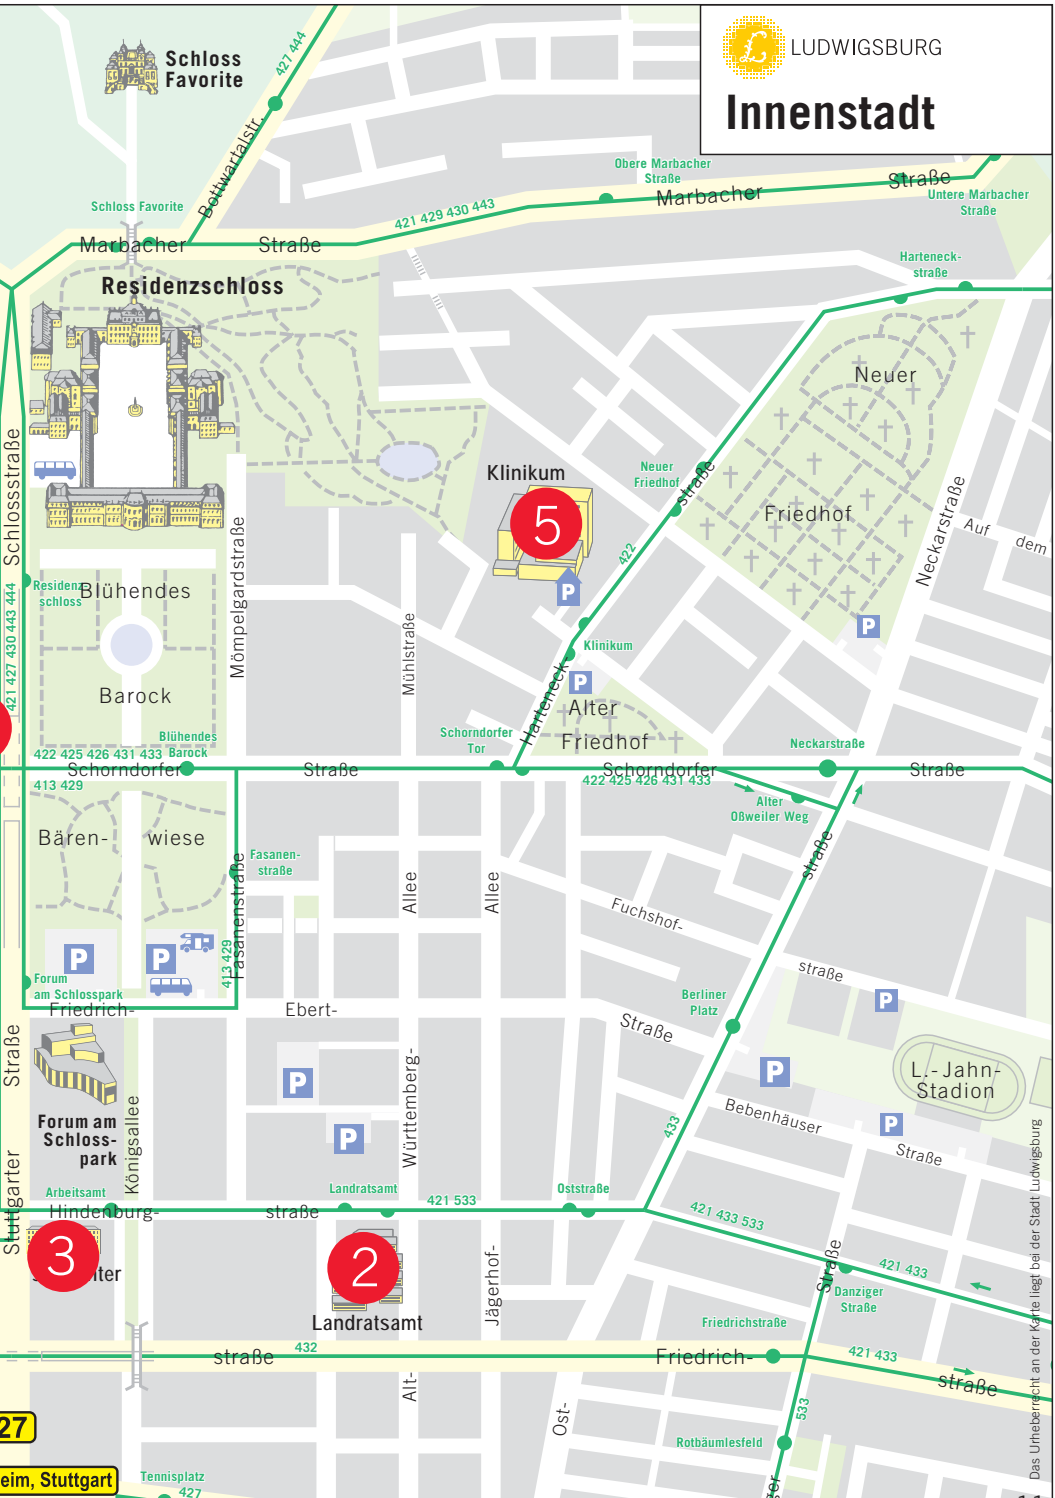 LUDWIGSBURG
Innenstadt
Schloss
Favorite
427 444
Bottwartalstr.
Schloss Favorite
Obere Marbacher
Straße
Marbacher
Straße
Untere Marbacher
Straße
421 429 430 443
Marbacher
Straße
Harteneck-
straße
Residenzschloss
Neuer
Friedhof
Schlossstraße
Klinikum
5
Neuer
Friedhof
straße
422
Neckarstraße
Auf dem
P
P
Residenz-
schloss
Blühendes
Barock
Mömpelgardstraße
Mühlstraße
421 427 430 443 444
Klinikum
P
Harteneck-
Alter
Friedhof
Schorndorfer
Tor
Blühendes
Barock
422 425 426 431 433
Schorndorfer
Straße
Schorndorfer
Straße
Neckarstraße
413 429
422 425 426 431 433
Alter
Oßweiler Weg
Bären-
wiese
Fasanen-
straße
Fasanenstraße
413 429
Allee
Allee
straße
Fuchshof-
straße
P
P
Forum
am Schlosspark
Friedrich-
Ebert-
Straße
Berliner
Platz
P
Straße
Forum am
Schloss-
park
Königsallee
P
P
Württemberg-
P
L.-Jahn-
Stadion
Bebenhäuser
Straße
P
433
Stuttgarter
Arbeitsamt
Hindenburg-
straße
Landratsamt
421 533
Oststraße
421 433 533
3
2
Landratsamt
Jägerhof-
Straße
421 433
Danziger
Straße
Friedrichstraße
straße
432
Friedrich-
421 433
straße
Alt-
Ost-
533
Rotbäumlesfeld
27
eim, Stuttgart
Tennisplatz
427
Das Urheberrecht an der Karte liegt bei der Stadt Ludwigsburg